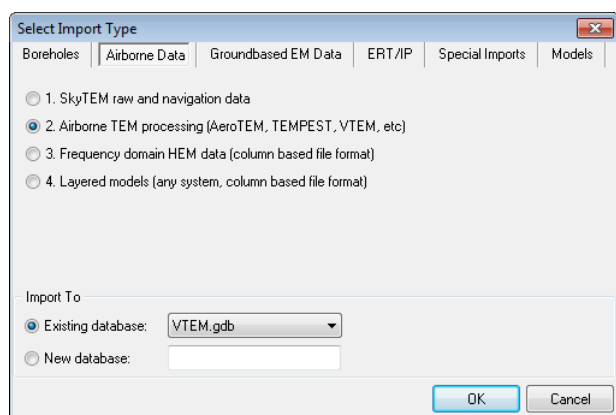 Select Import Type
Boreholes Airborne Data Groundbased EM Data ERT/IP Special Imports Models
1. SkyTEM raw and navigation data
2. Airborne TEM processing (AeroTEM, TEMPEST, VTEM, etc)
3. Frequency domain HEM data (column based file format)
4. Layered models (any system, column based file format)
Import To
Existing database: VTEM.gdb
New database:
OK Cancel